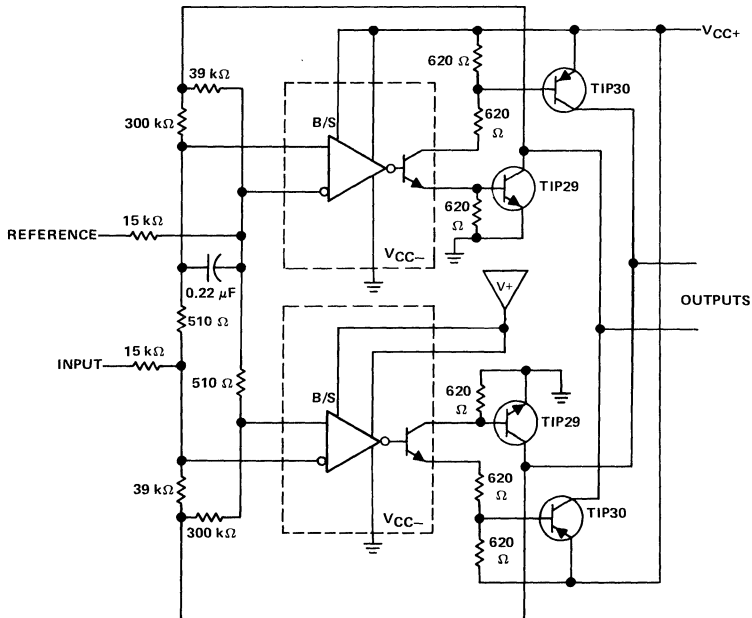 VCC+
620 Ω
39 kΩ
TIP30
B/S
300 kΩ
620
Ω
TIP29
620
Ω
15 kΩ
REFERENCE
VCC−
0.22 μF
V+
OUTPUTS
510 Ω
15 kΩ
INPUT
510 Ω
B/S
620
Ω
TIP29
39 kΩ
620
Ω
TIP30
VCC−
300 kΩ
620
Ω